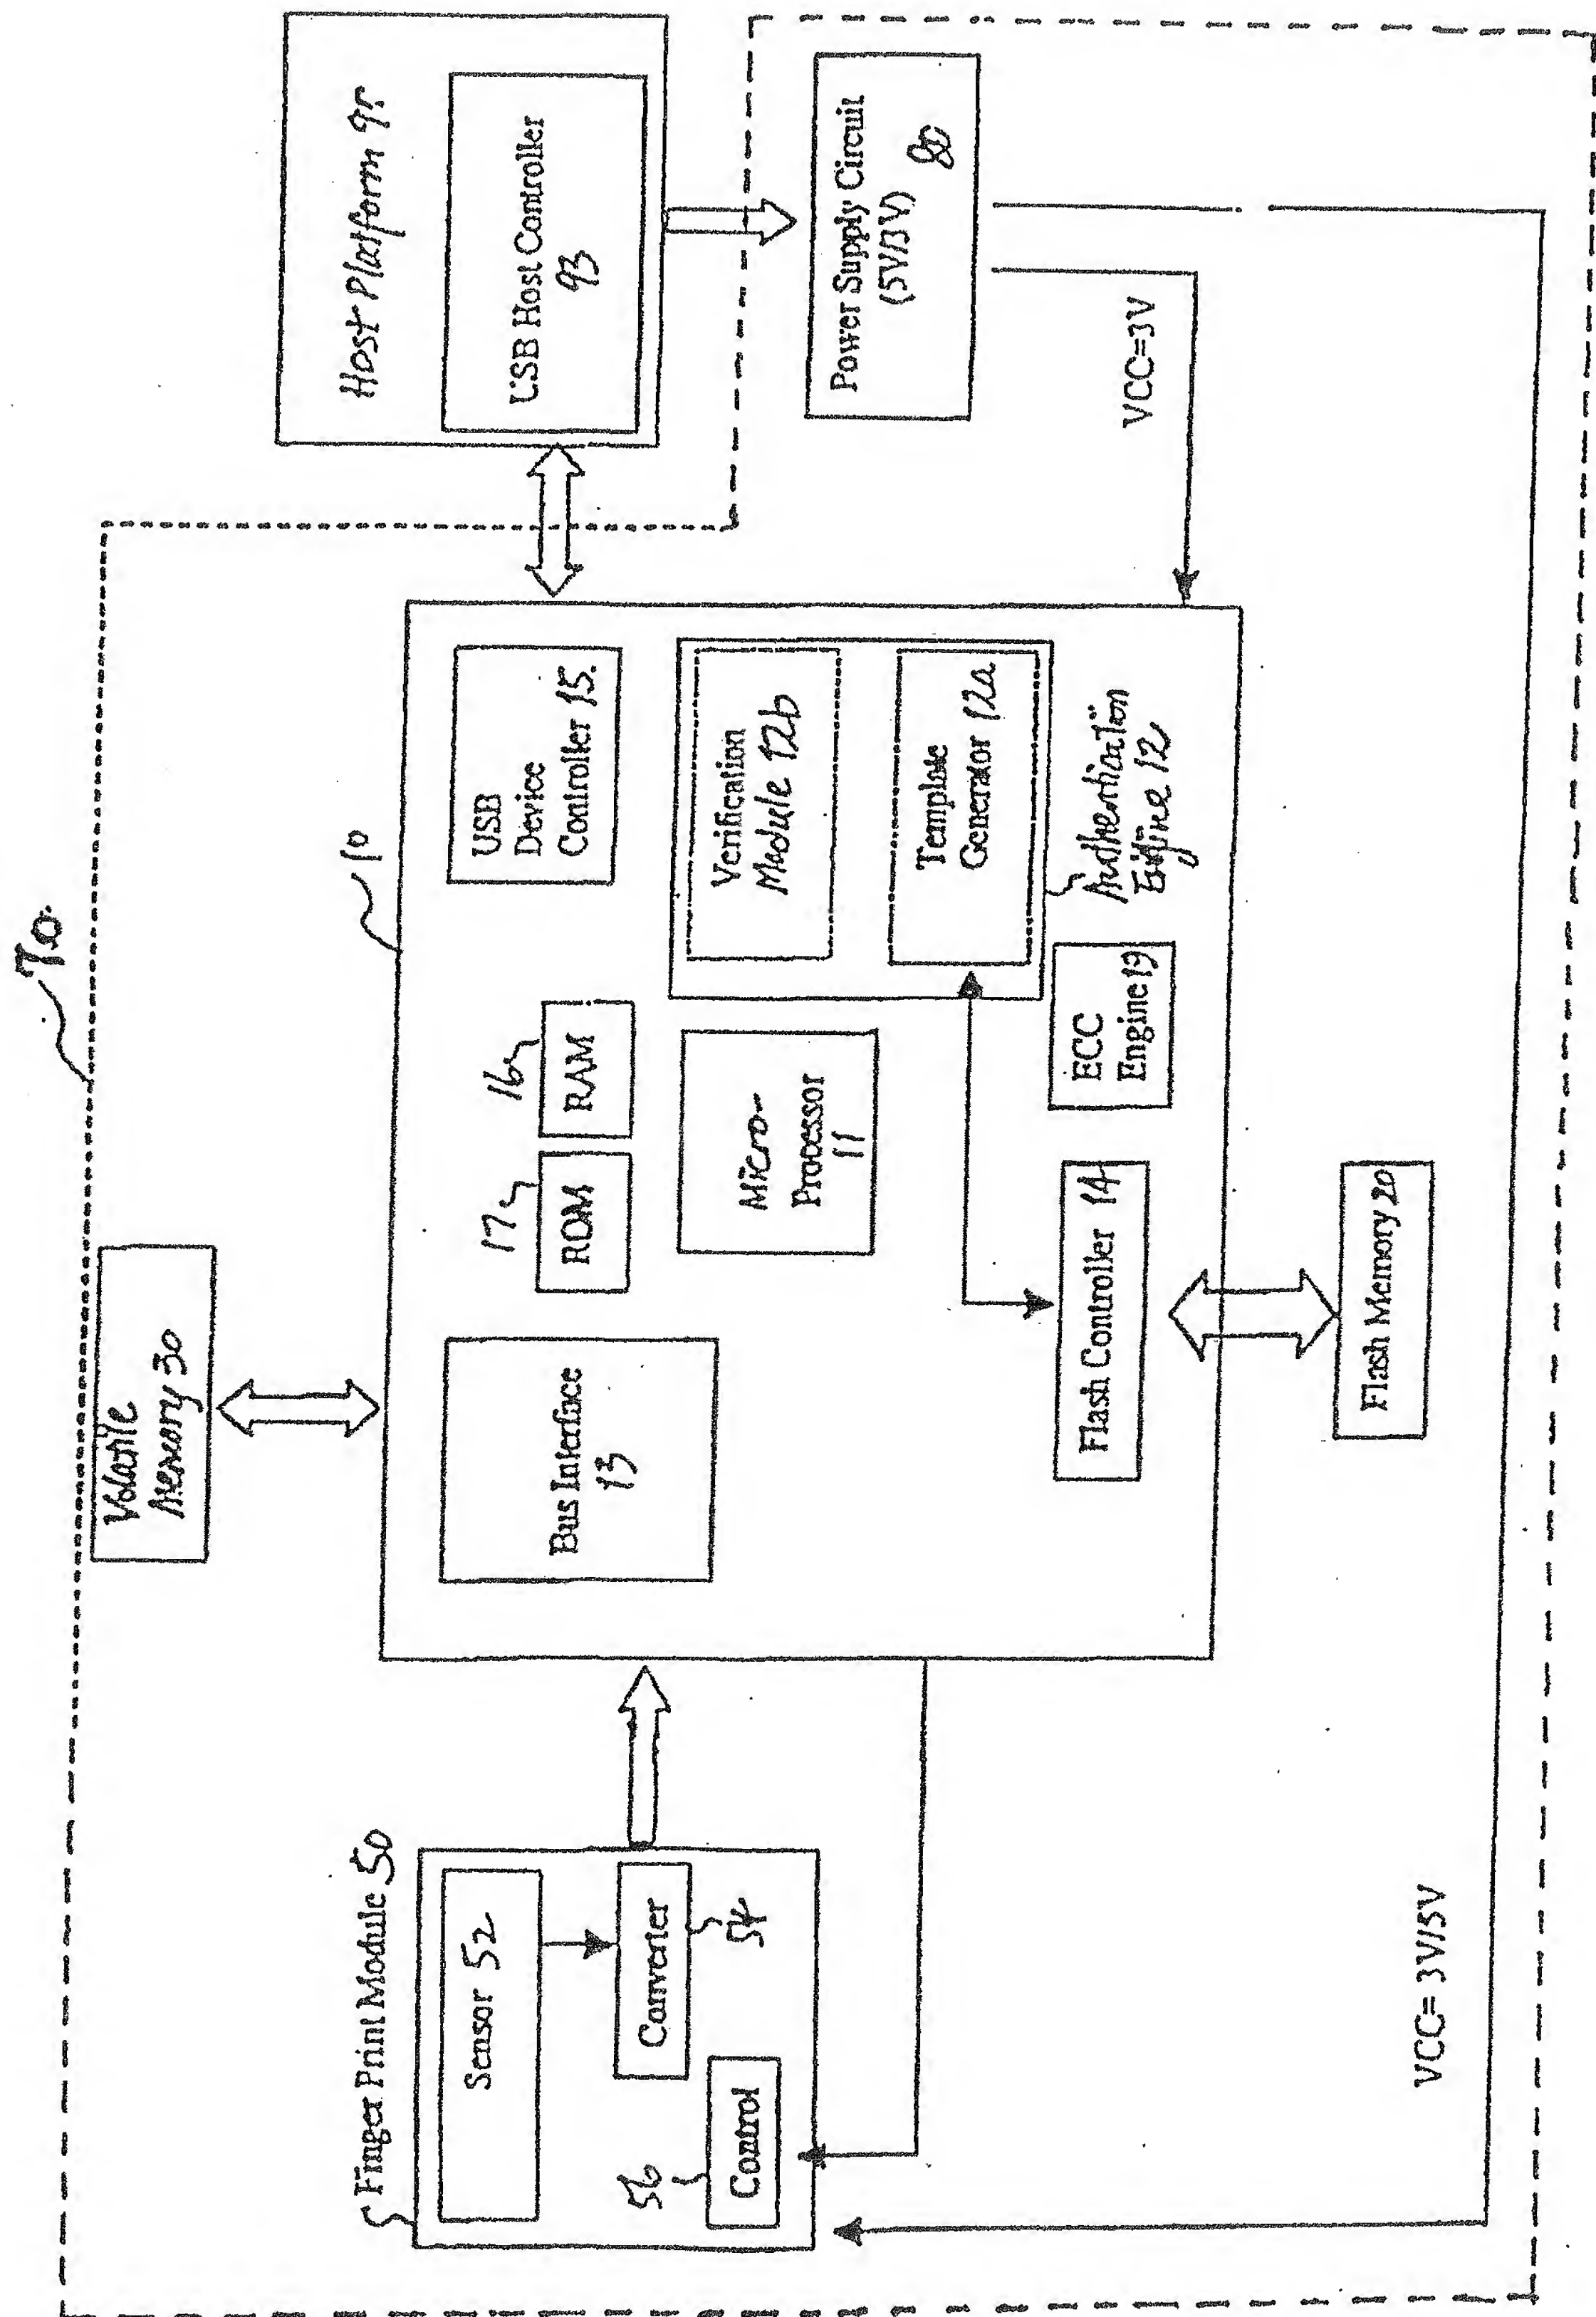 70
Host Platform
USB Host Controller
93
Volatile
Memory 30
10
Power Supply Circuit
(5V/3V)
80
VCC=3V
Finger Print Module 50
Sensor 52
Converter
54
56
Control
Bus Interface
13
17
ROM
16
RAM
USB
Device
Controller 15.
Micro-
Processor
11
Verification
Module 12b
Template
Generator 12a
Authentication
Engine 12
Flash Controller 14
ECC
Engine 19
Flash Memory 20
VCC= 3V/5V